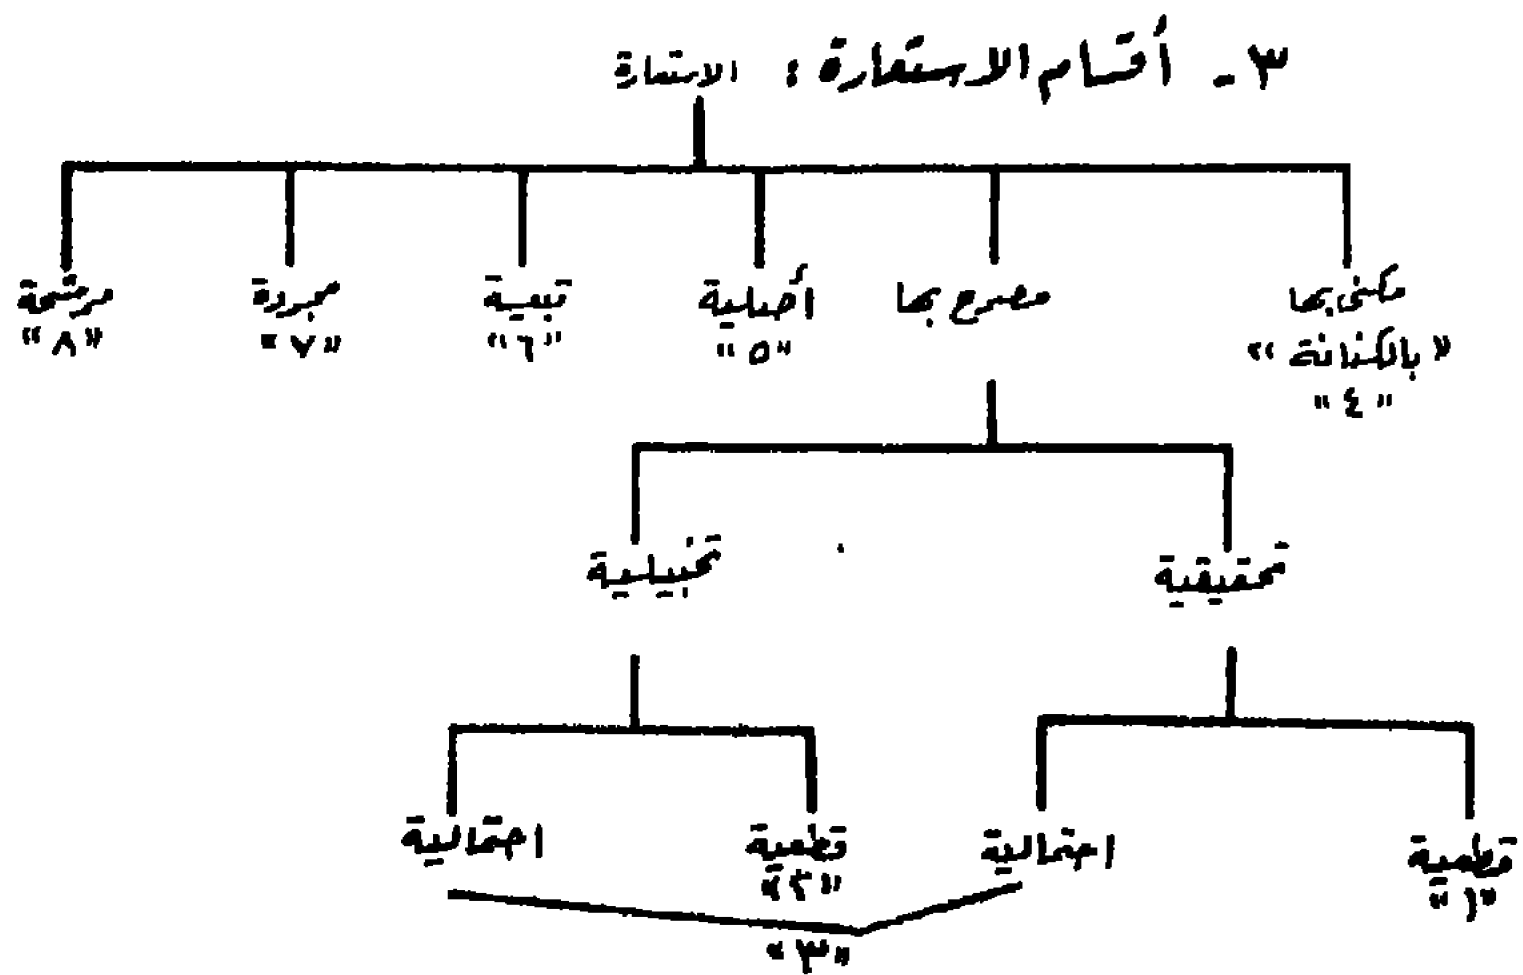 ٣ - أقسام الاستعارة : الاستعارة
مكنى بها
"بالكناية"
"٤"
مصرح بها
أصلية
"٥"
تبعية
"٦"
مجردة
"٧"
مرشحة
"٨"
تحقيقية
تخييلية
قطعية
"١"
احتمالية
قطعية
"٢"
احتمالية
"٣"